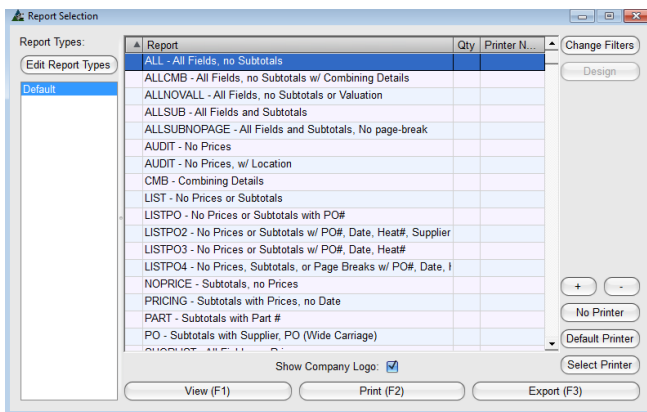 Report Selection
Report Types:
Edit Report Types
Default
Report Qty Printer N...
ALL - All Fields, no Subtotals
ALLCMB - All Fields, no Subtotals w/ Combining Details
ALLNOVALL - All Fields, no Subtotals or Valuation
ALLSUB - All Fields and Subtotals
ALLSUBNOPAGE - All Fields and Subtotals, No page-break
AUDIT - No Prices
AUDIT - No Prices, w/ Location
CMB - Combining Details
LIST - No Prices or Subtotals
LISTPO - No Prices or Subtotals with PO#
LISTPO2 - No Prices or Subtotals w/ PO#, Date, Heat#, Supplier
LISTPO3 - No Prices or Subtotals w/ PO#, Date, Heat#
LISTPO4 - No Prices, Subtotals, or Page Breaks w/ PO#, Date,
NOPRICE - Subtotals, no Prices
PRICING - Subtotals with Prices, no Date
PART - Subtotals with Part #
PO - Subtotals with Supplier, PO (Wide Carriage)
Change Filters
Design
+ -
No Printer
Default Printer
Select Printer
Show Company Logo:
View (F1) Print (F2) Export (F3)